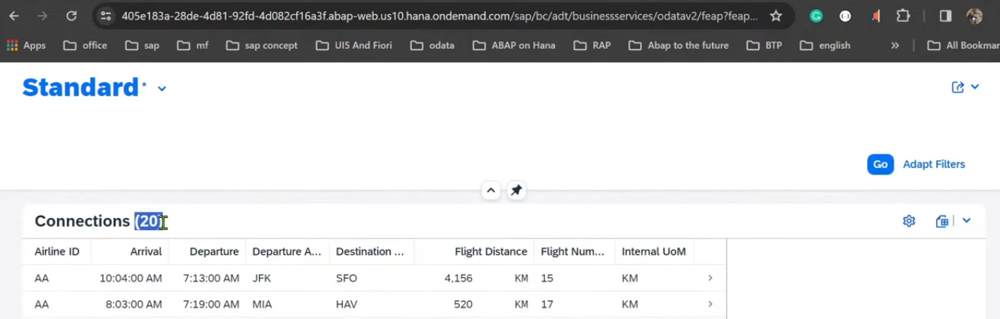 405e183a-28de-4d81-92fd-4d082cf16a3f.abap-web.us10.hana.ondemand.com/sap/bc/adt/businessservices/odatav2/feap?feap...
Apps office sap mf sap concept UI5 And Fiori odata ABAP on Hana RAP Abap to the future BTP english » All Bookmar
Standard *
Go Adapt Filters
Connections (20)
Airline ID Arrival Departure Departure A... Destination ... Flight Distance Flight Num... Internal UoM
AA 10:04:00 AM 7:13:00 AM JFK SFO 4,156 KM 15 KM
AA 8:03:00 AM 7:19:00 AM MIA HAV 520 KM 17 KM